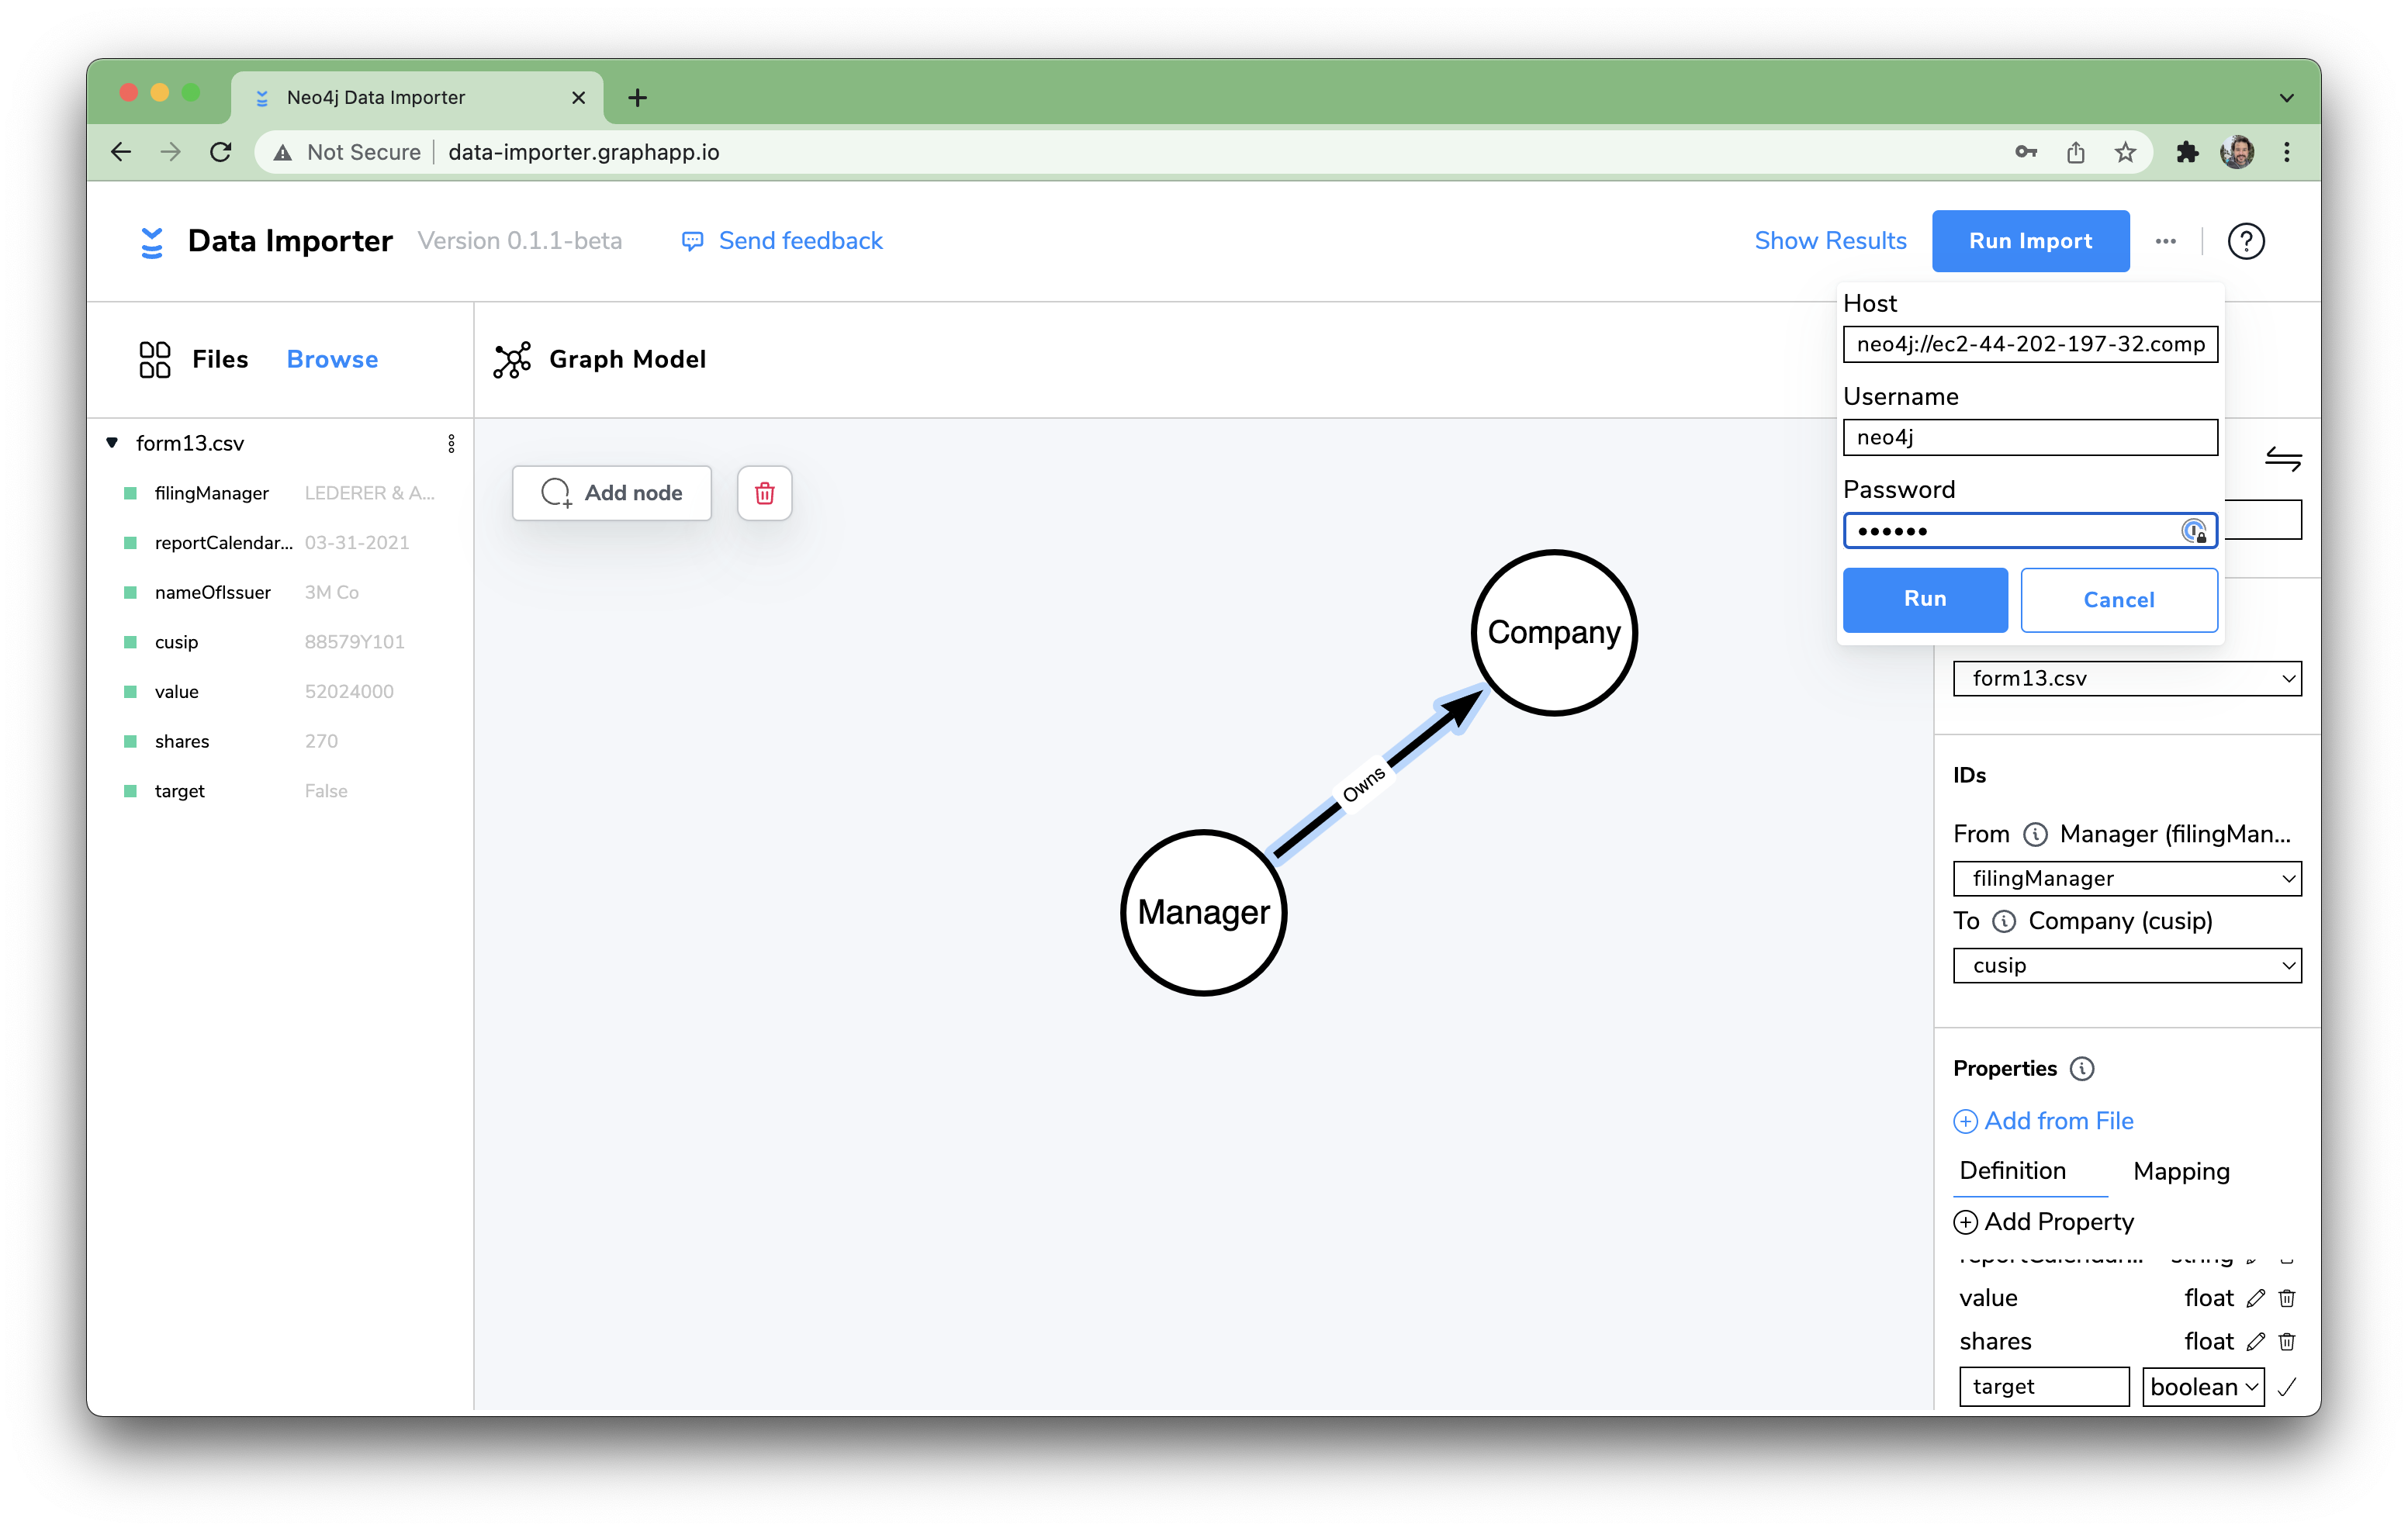 Neo4j Data Importer
Not Secure
data-importer.graphapp.io
Data Importer
Version 0.1.1-beta
Send feedback
Show Results
Run Import
Host
neo4j://ec2-44-202-197-32.comp
Username
neo4j
Password
Run
Cancel
Files
Browse
Graph Model
form13.csv
filingManager LEDERER & A...
reportCalendar... 03-31-2021
nameOfIssuer 3M Co
cusip 88579Y101
value 52024000
shares 270
target False
Add node
Company
Owns
Manager
form13.csv
IDs
From Manager (filingMan...
filingManager
To Company (cusip)
cusip
Properties
Add from File
Definition
Mapping
Add Property
reportCalendar... string
value float
shares float
target boolean